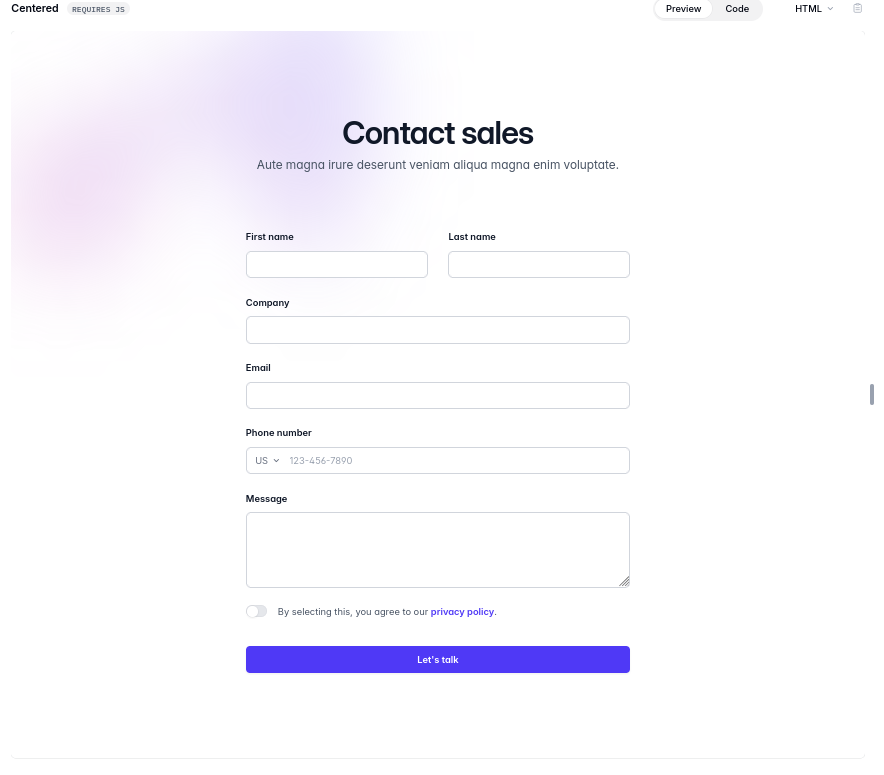 Centered REQUIRES JS Preview Code HTML
Contact sales
Aute magna irure deserunt veniam aliqua magna enim voluptate.
First name Last name
Company
Email
Phone number
US 123-456-7890
Message
By selecting this, you agree to our privacy policy.
Let's talk